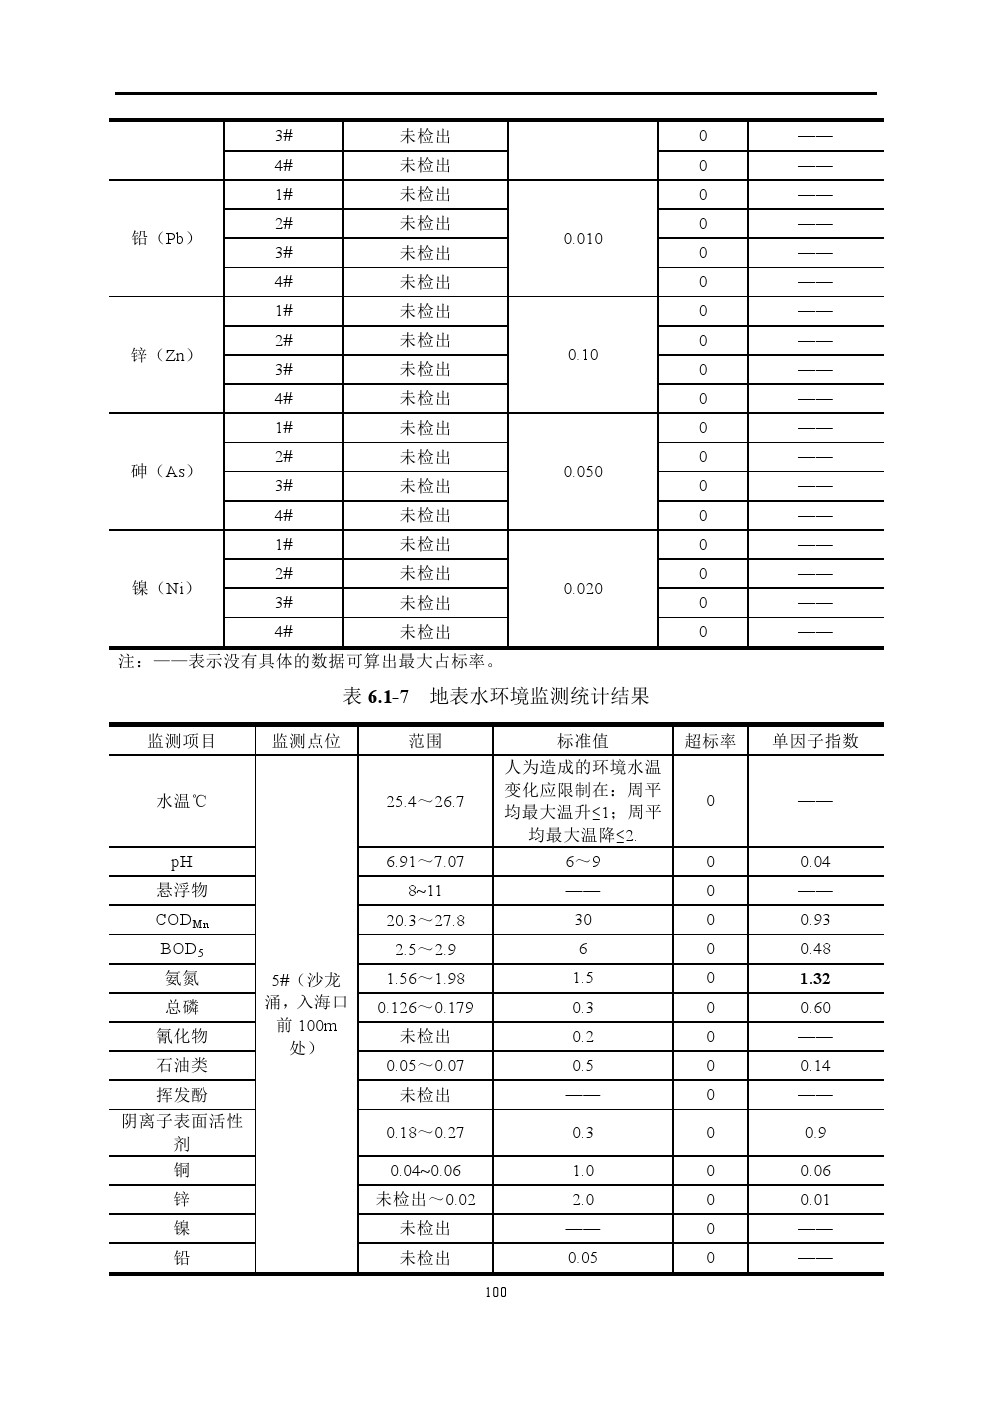 3# 未检出 0 ——
4# 未检出 0 ——
铅（Pb） 1# 未检出 0.010 0 ——
2# 未检出 0 ——
3# 未检出 0 ——
4# 未检出 0 ——
锌（Zn） 1# 未检出 0.10 0 ——
2# 未检出 0 ——
3# 未检出 0 ——
4# 未检出 0 ——
砷（As） 1# 未检出 0.050 0 ——
2# 未检出 0 ——
3# 未检出 0 ——
4# 未检出 0 ——
镍（Ni） 1# 未检出 0.020 0 ——
2# 未检出 0 ——
3# 未检出 0 ——
4# 未检出 0 ——
注：——表示没有具体的数据可算出最大占标率。
表 6.1-7 地表水环境监测统计结果
监测项目 监测点位 范围 标准值 超标率 单因子指数
水温℃ 25.4～26.7 人为造成的环境水温
变化应限制在：周平
均最大温升≤1；周平
均最大温降≤2. 0 ——
pH 6.91～7.07 6～9 0 0.04
悬浮物 8~11 —— 0 ——
CODMn 20.3～27.8 30 0 0.93
BOD5 2.5～2.9 6 0 0.48
氨氮 5#（沙龙
涌，入海口
前 100m
处） 1.56～1.98 1.5 0 1.32
总磷 0.126～0.179 0.3 0 0.60
氰化物 未检出 0.2 0 ——
石油类 0.05～0.07 0.5 0 0.14
挥发酚 未检出 —— 0 ——
阴离子表面活性
剂 0.18～0.27 0.3 0 0.9
铜 0.04~0.06 1.0 0 0.06
锌 未检出～0.02 2.0 0 0.01
镍 未检出 —— 0 ——
铅 未检出 0.05 0 ——
100